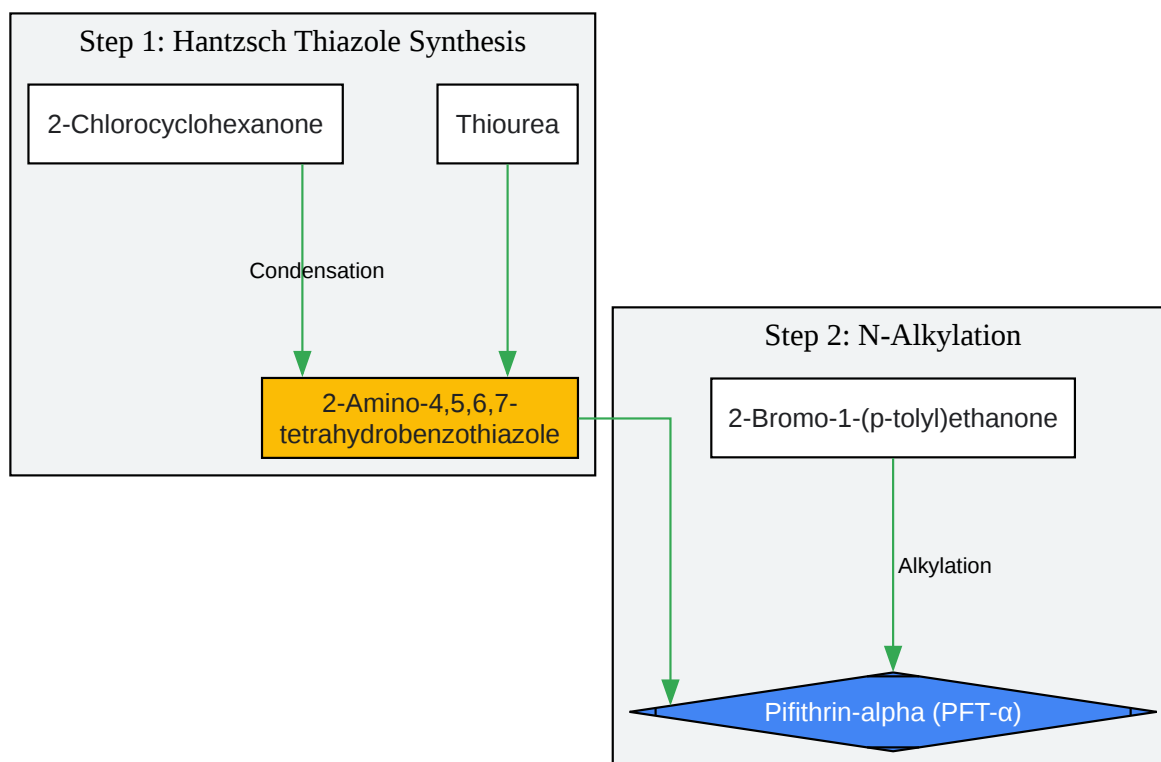 Step 1: Hantzsch Thiazole Synthesis
2-Chlorocyclohexanone
Thiourea
Condensation
2-Amino-4,5,6,7-
tetrahydrobenzothiazole
Step 2: N-Alkylation
2-Bromo-1-(p-tolyl)ethanone
Alkylation
Pifithrin-alpha (PFT-α)